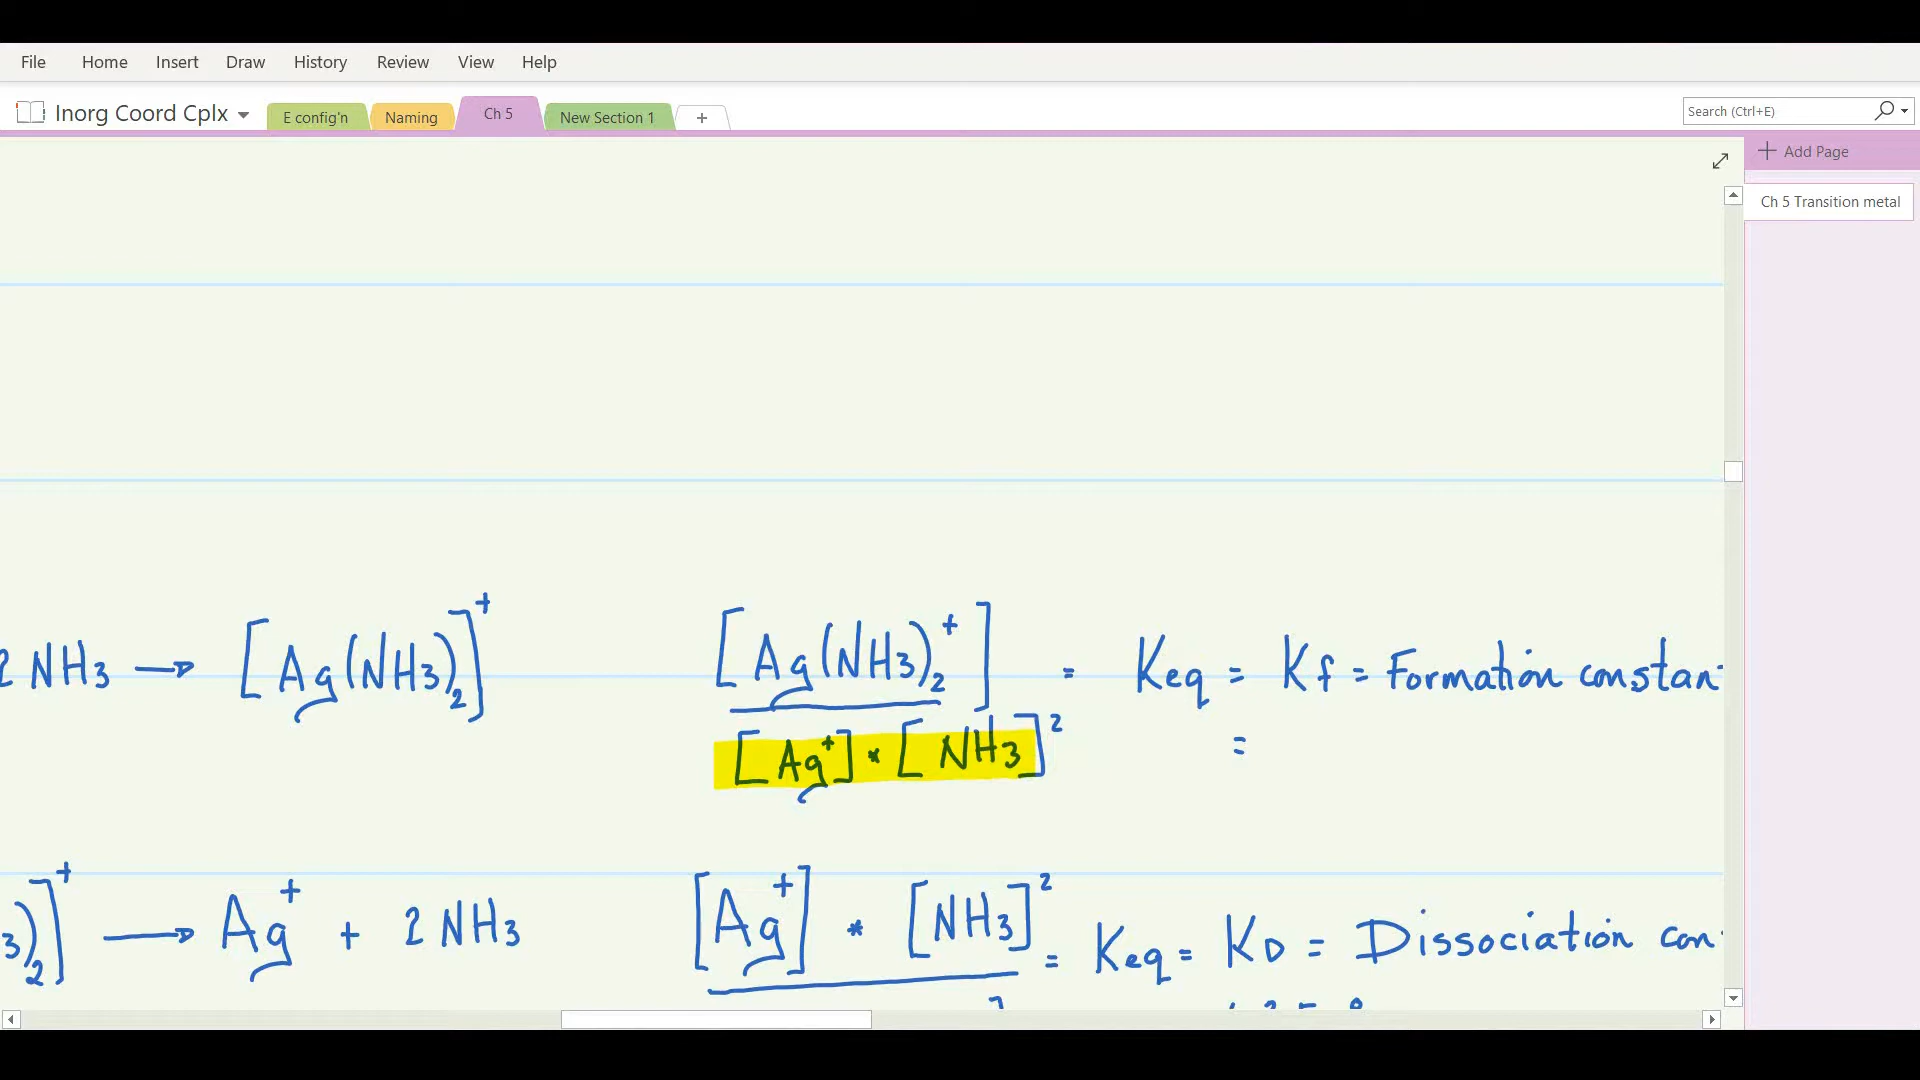 File Home Insert Draw History Review View Help
Inorg Coord Cplx E config'n Naming Ch 5 New Section 1 + Search (Ctrl+E)
+ Add Page
Ch 5 Transition metal
2 NH3 → [Ag(NH3)2]+ [Ag(NH3)2+] = Keq = Kf = Formation constan
[Ag+] * [NH3]2 =
3)2]+ → Ag+ + 2 NH3 [Ag+] * [NH3]2 = Keq = KD = Dissociation con